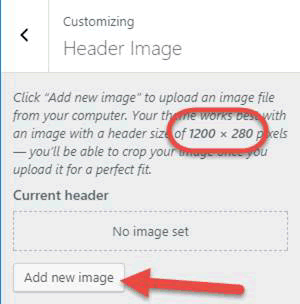 Customizing
Header Image
Click “Add new image” to upload an image file
from your computer. Your theme works best with
an image with a header size of 1200 × 280 pixels
— you’ll be able to crop your image once you
upload it for a perfect fit.
Current header
No image set
Add new image